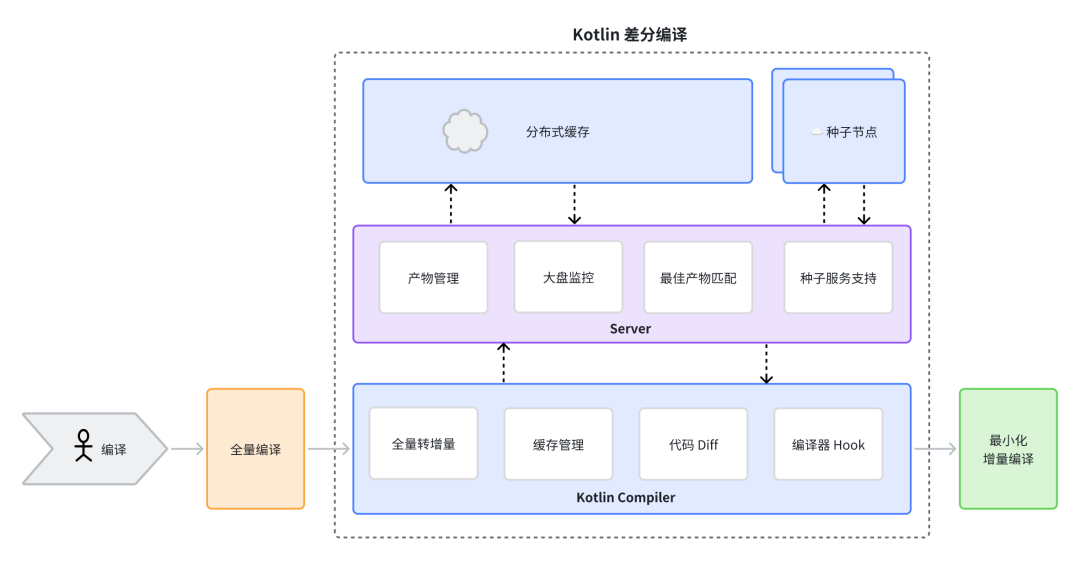 Kotlin 差分编译
分布式缓存
种子节点
产物管理
大盘监控
最佳产物匹配
种子服务支持
Server
编译
全量编译
全量转增量
缓存管理
代码 Diff
编译器 Hook
Kotlin Compiler
最小化
增量编译